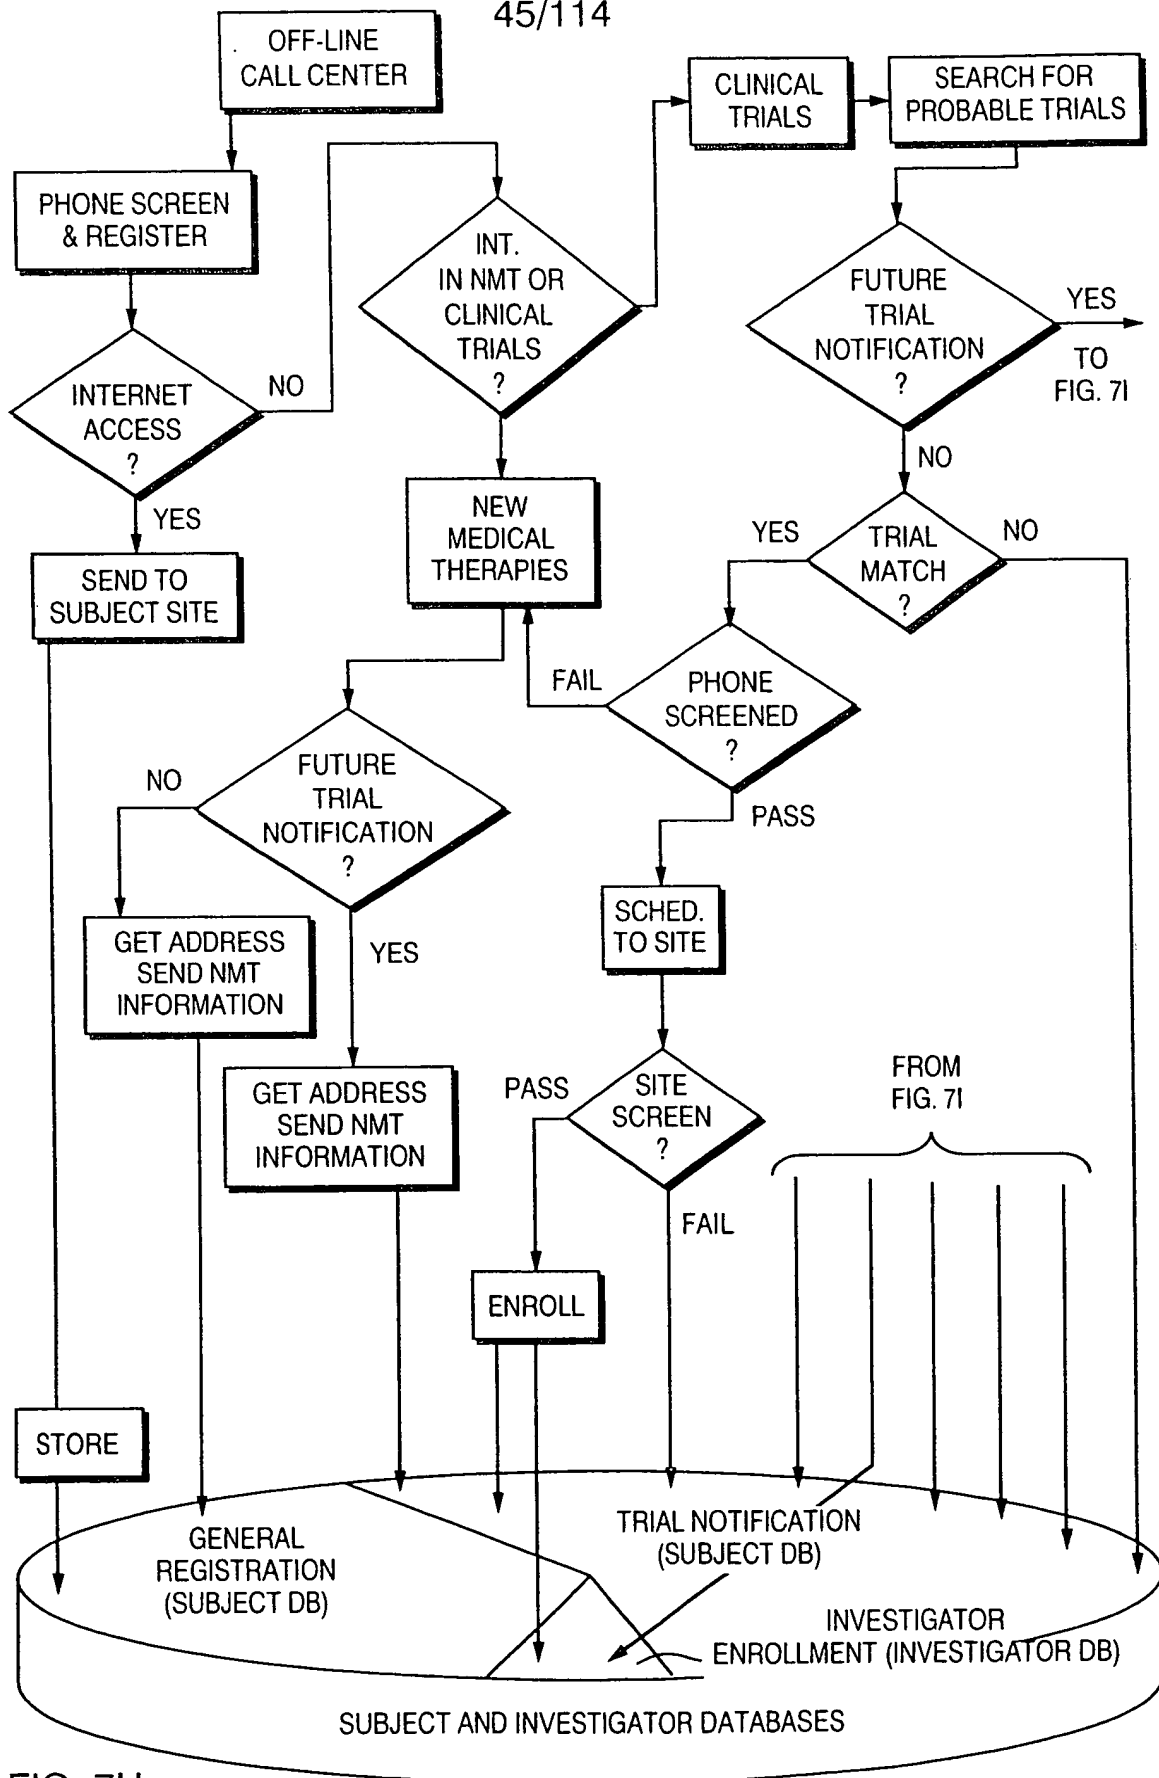 45/114
OFF-LINE
CALL CENTER
CLINICAL
TRIALS
SEARCH FOR
PROBABLE TRIALS
PHONE SCREEN
& REGISTER
INT.
IN NMT OR
CLINICAL
TRIALS
?
FUTURE
TRIAL
NOTIFICATION
?
YES
TO
FIG. 7I
INTERNET
ACCESS
?
NO
YES
NO
NEW
MEDICAL
THERAPIES
YES
TRIAL
MATCH
?
NO
SEND TO
SUBJECT SITE
FAIL
PHONE
SCREENED
?
NO
FUTURE
TRIAL
NOTIFICATION
?
PASS
SCHED.
TO SITE
GET ADDRESS
SEND NMT
INFORMATION
YES
GET ADDRESS
SEND NMT
INFORMATION
PASS
SITE
SCREEN
?
FROM
FIG. 7I
FAIL
ENROLL
STORE
GENERAL
REGISTRATION
(SUBJECT DB)
TRIAL NOTIFICATION
(SUBJECT DB)
INVESTIGATOR
ENROLLMENT (INVESTIGATOR DB)
SUBJECT AND INVESTIGATOR DATABASES